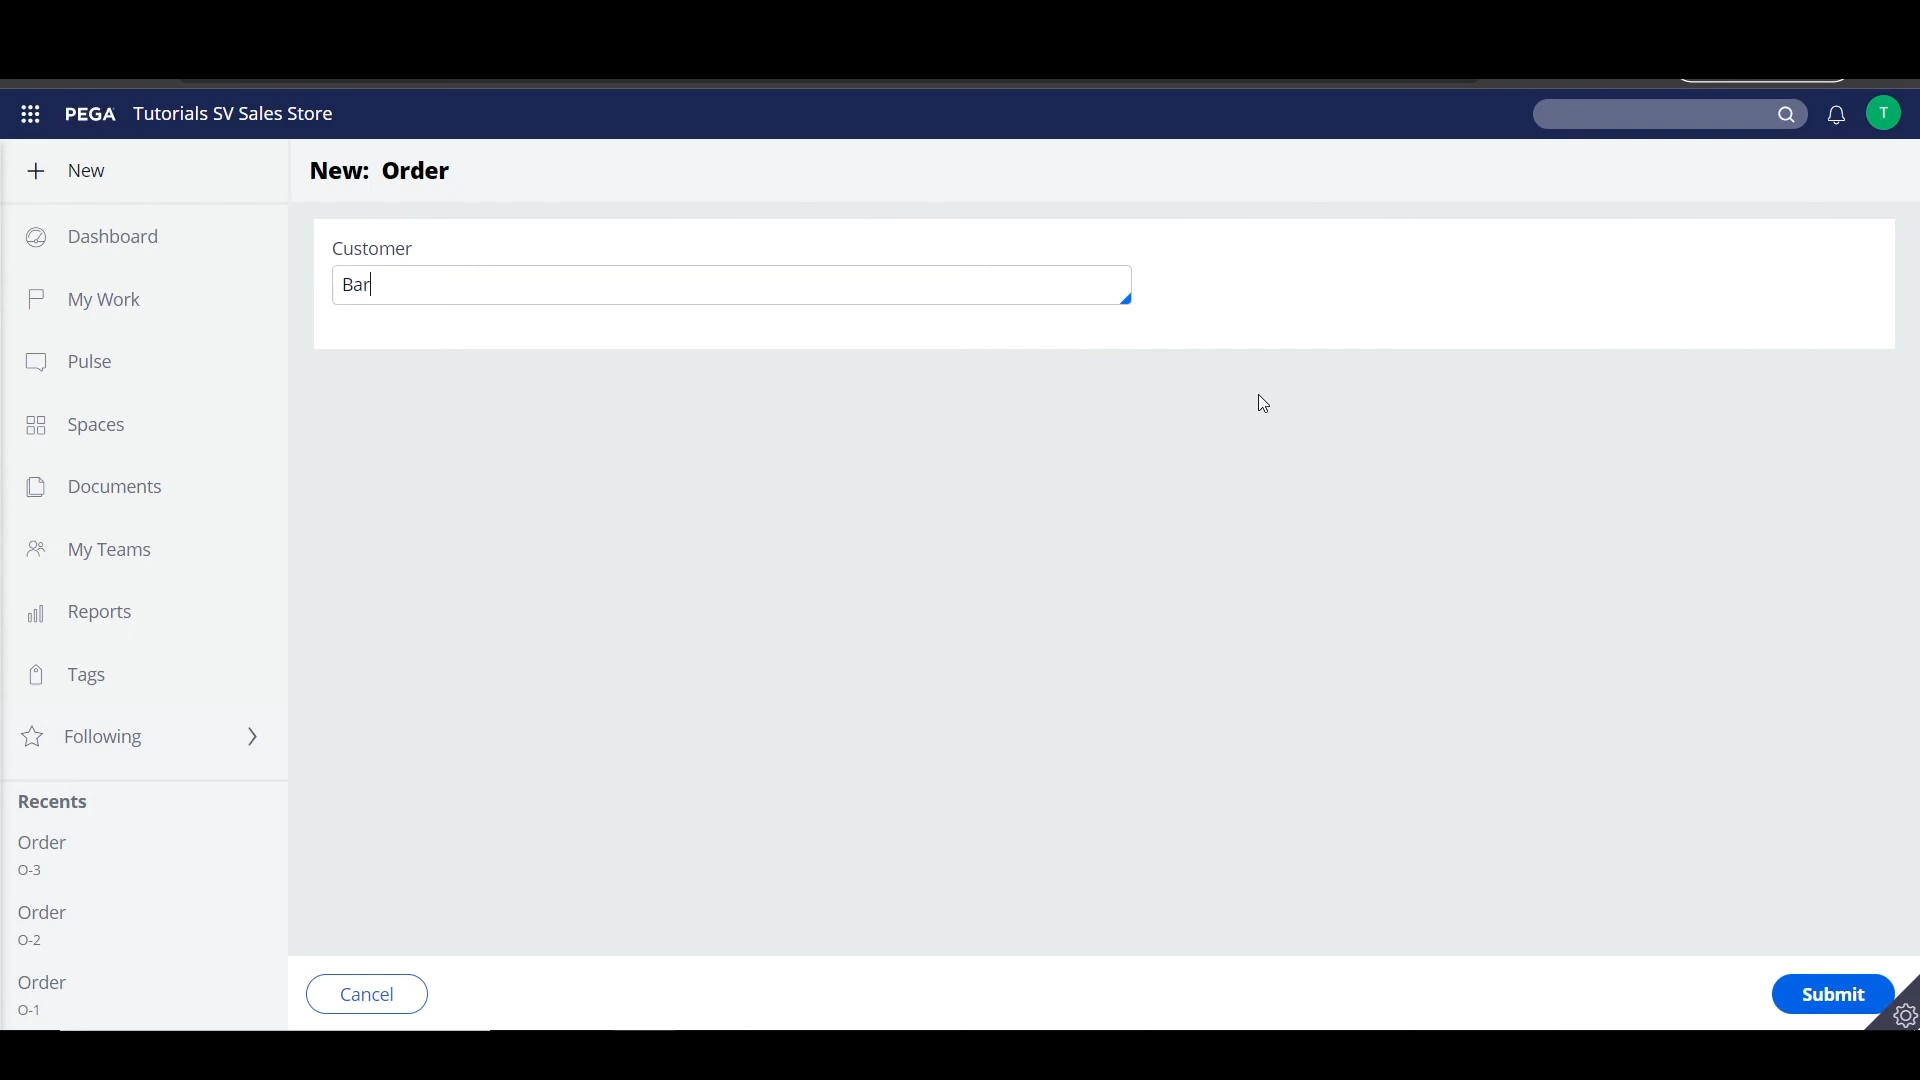 PEGA Tutorials SV Sales Store
T
New
Dashboard
My Work
Pulse
Spaces
Documents
My Teams
Reports
Tags
Following
Recents
Order
O-3
Order
O-2
Order
O-1
New: Order
Customer
Bar
Cancel
Submit